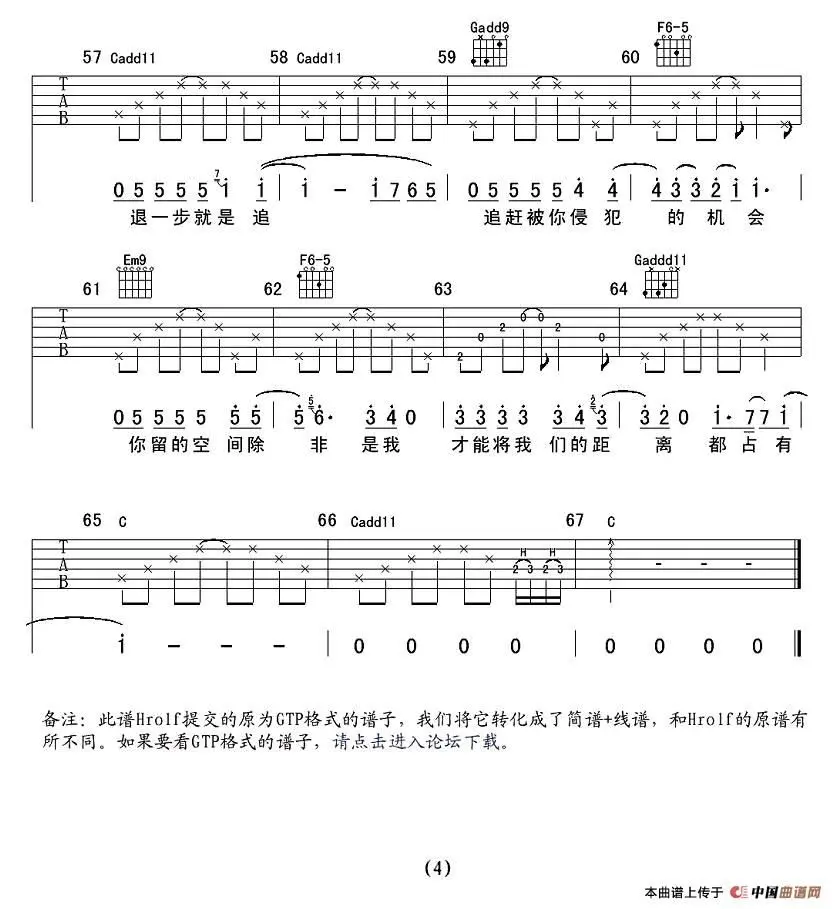 Gadd9 F6-5
57 Cadd11 58 Cadd11 59 60
T
A
B
7
0 5 5 5 5 5 i i i - i 7 6 5 0 5 5 5 5 4 4 4 3 3 2 i i·
退一步就是 追 追赶被你侵 犯 的 机 会
Em9 F6-5 Gaddd11
61 62 63 64
T
A
B
2 0 2 0 0 2 0
5 2
0 5 5 5 5 5 5 5 5 6· 3 4 0 3 3 3 3 3 4 3 3 2 0 i· 7 7 i
你留的空 间除 非 是我 才能将我 们的距 离 都 占 有
65 C 66 Cadd11 67 C
T
A
B
H H
2 3 2 3 - - -
i - - - 0 0 0 0 0 0 0 0
备注：此谱Hrolf提交的原为GTP格式的谱子，我们将它转化成了简谱+线谱，和Hrolf的原谱有
所不同。如果要看GTP格式的谱子，请点击进入论坛下载。
(4)
本曲谱上传于 中国曲谱网